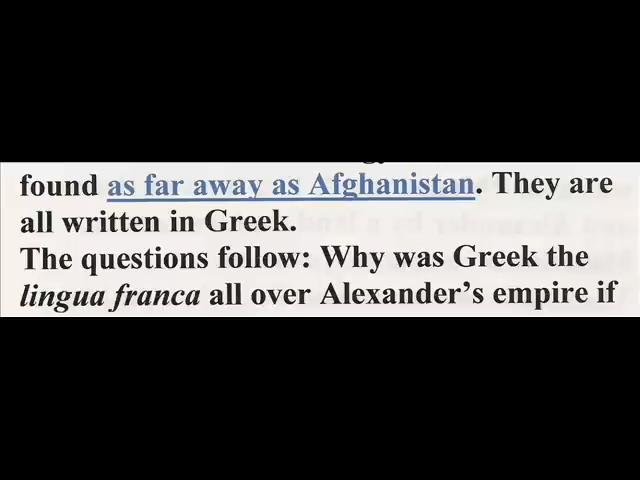 found as far away as Afghanistan. They are
all written in Greek.
The questions follow: Why was Greek the
lingua franca all over Alexander’s empire if